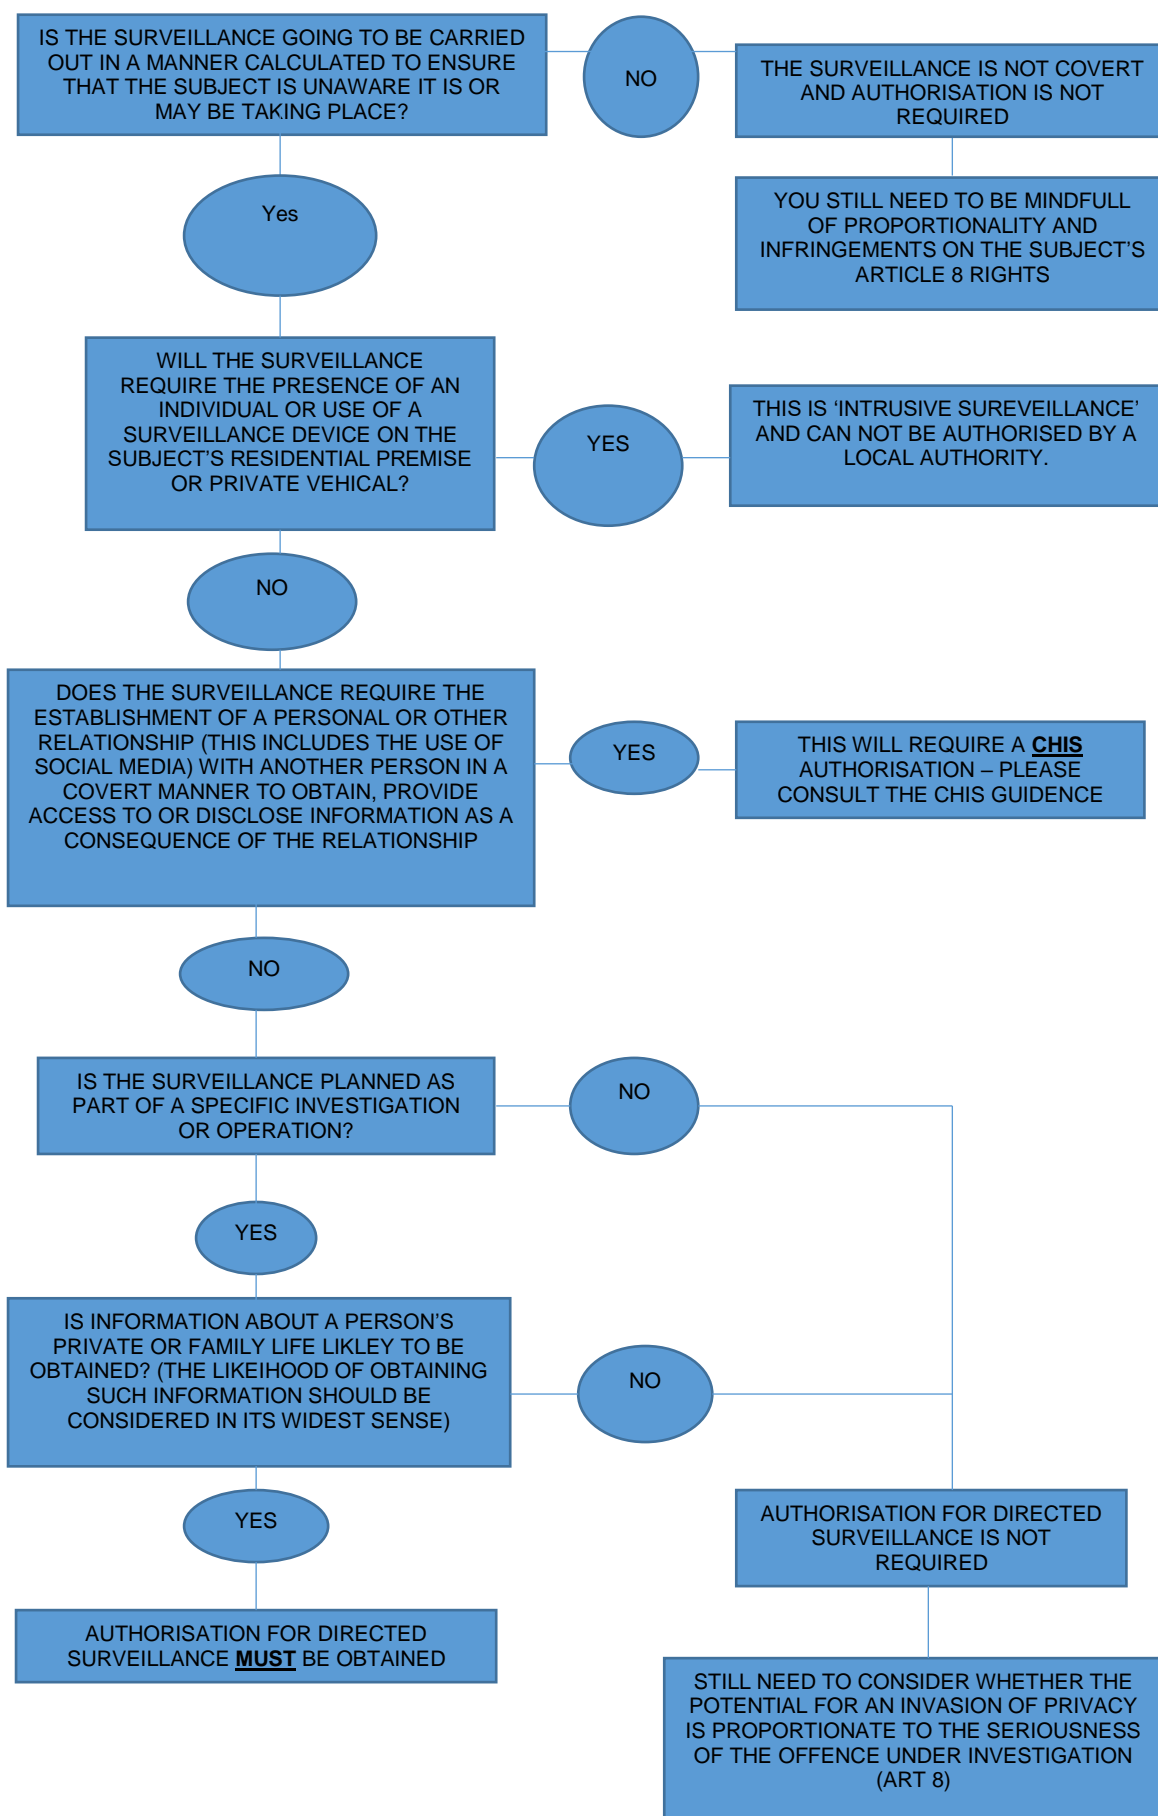 IS THE SURVEILLANCE GOING TO BE CARRIED
OUT IN A MANNER CALCULATED TO ENSURE
THAT THE SUBJECT IS UNAWARE IT IS OR
MAY BE TAKING PLACE?
NO
THE SURVEILLANCE IS NOT COVERT
AND AUTHORISATION IS NOT
REQUIRED
YOU STILL NEED TO BE MINDFULL
OF PROPORTIONALITY AND
INFRINGEMENTS ON THE SUBJECT'S
ARTICLE 8 RIGHTS
Yes
WILL THE SURVEILLANCE
REQUIRE THE PRESENCE OF AN
INDIVIDUAL OR USE OF A
SURVEILLANCE DEVICE ON THE
SUBJECT'S RESIDENTIAL PREMISE
OR PRIVATE VEHICAL?
YES
THIS IS ‘INTRUSIVE SUREVEILLANCE’
AND CAN NOT BE AUTHORISED BY A
LOCAL AUTHORITY.
NO
DOES THE SURVEILLANCE REQUIRE THE
ESTABLISHMENT OF A PERSONAL OR OTHER
RELATIONSHIP (THIS INCLUDES THE USE OF
SOCIAL MEDIA) WITH ANOTHER PERSON IN A
COVERT MANNER TO OBTAIN, PROVIDE
ACCESS TO OR DISCLOSE INFORMATION AS A
CONSEQUENCE OF THE RELATIONSHIP
YES
THIS WILL REQUIRE A CHIS
AUTHORISATION – PLEASE
CONSULT THE CHIS GUIDENCE
NO
IS THE SURVEILLANCE PLANNED AS
PART OF A SPECIFIC INVESTIGATION
OR OPERATION?
NO
YES
IS INFORMATION ABOUT A PERSON'S
PRIVATE OR FAMILY LIFE LIKLEY TO BE
OBTAINED? (THE LIKEIHOOD OF OBTAINING
SUCH INFORMATION SHOULD BE
CONSIDERED IN ITS WIDEST SENSE)
NO
YES
AUTHORISATION FOR DIRECTED
SURVEILLANCE IS NOT
REQUIRED
AUTHORISATION FOR DIRECTED
SURVEILLANCE MUST BE OBTAINED
STILL NEED TO CONSIDER WHETHER THE
POTENTIAL FOR AN INVASION OF PRIVACY
IS PROPORTIONATE TO THE SERIOUSNESS
OF THE OFFENCE UNDER INVESTIGATION
(ART 8)